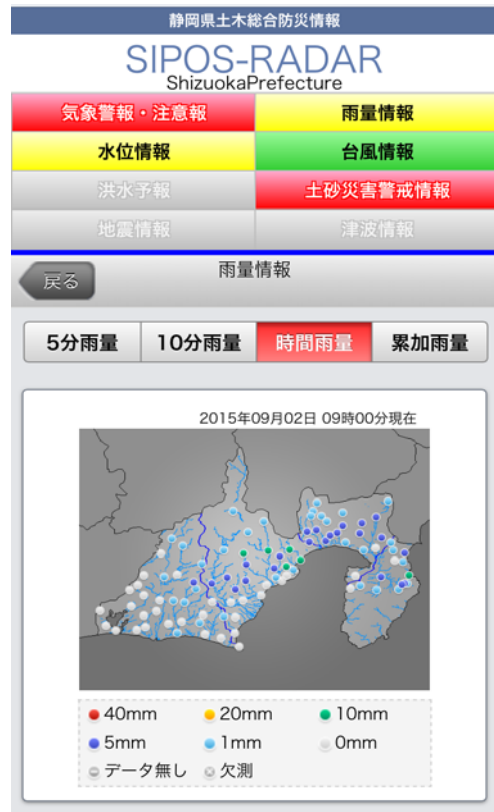 静岡県土木総合防災情報
SIPOS-RADAR
ShizuokaPrefecture
気象警報・注意報 雨量情報
水位情報 台風情報
洪水予報 土砂災害警戒情報
地震情報 津波情報
戻る 雨量情報
5分雨量 10分雨量 時間雨量 累加雨量
2015年09月02日 09時00分現在
40mm 20mm 10mm
5mm 1mm 0mm
データ無し 欠測